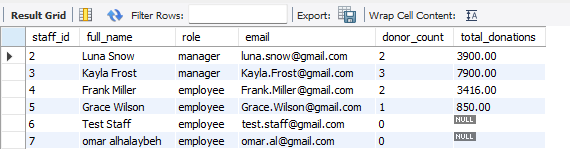 Result Grid Filter Rows: Export: Wrap Cell Content:
staff_id full_name role email donor_count total_donations
2 Luna Snow manager luna.snow@gmail.com 2 3900.00
3 Kayla Frost manager Kayla.Frost@gmail.com 3 7900.00
4 Frank Miller employee Frank.Miller@gmail.com 2 3416.00
5 Grace Wilson employee Grace.Wilson@gmail.com 1 850.00
6 Test Staff employee test.staff@gmail.com 0 NULL
7 omar alhalaybeh employee omar.al@gmail.com 0 NULL